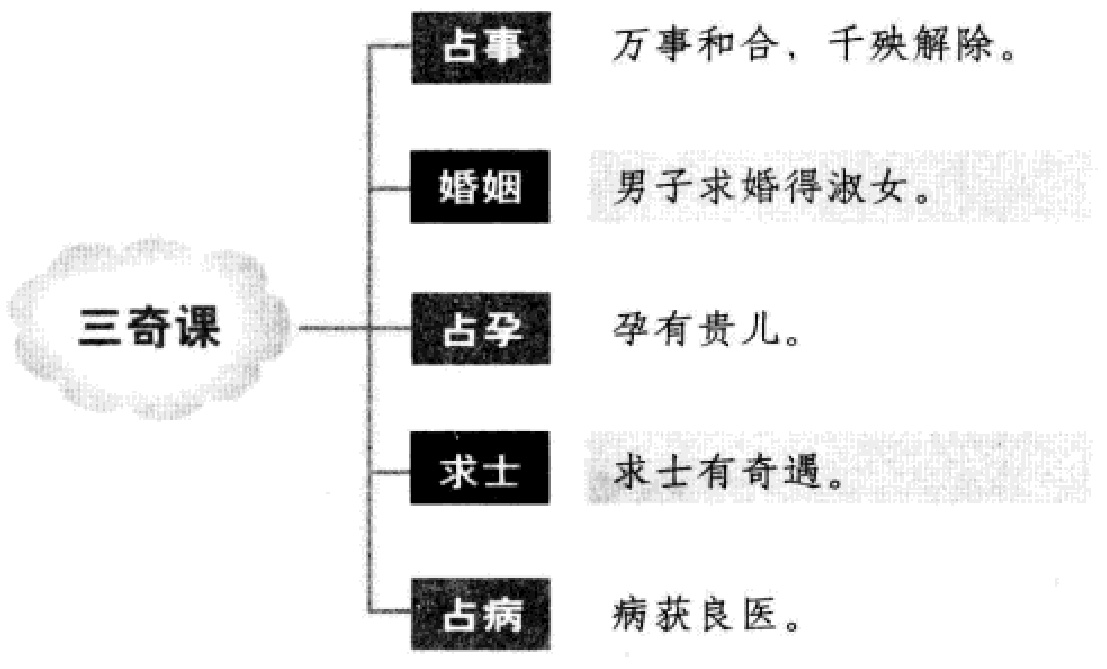 占事 万事和合，千殃解除。
婚姻 男子求婚得淑女。
三奇课
占孕 孕有贵儿。
求士 求士有奇遇。
占病 病获良医。